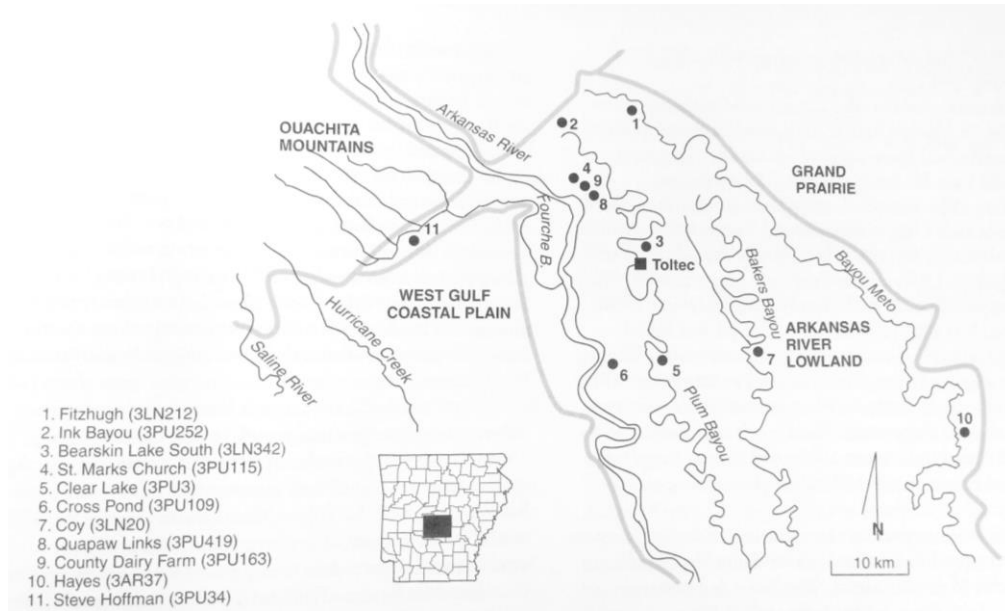 OUACHITA
MOUNTAINS
Arkansas River
2
1
4
9
8
GRAND
PRAIRIE
11
Fourche B.
3
Toltec
Bakers Bayou
Bayou Meto
WEST GULF
COASTAL PLAIN
Hurricane Creek
Saline River
ARKANSAS
RIVER
LOWLAND
7
6
5
Plum Bayou
10
N
10 km
1. Fitzhugh (3LN212)
2. Ink Bayou (3PU252)
3. Bearskin Lake South (3LN342)
4. St. Marks Church (3PU115)
5. Clear Lake (3PU3)
6. Cross Pond (3PU109)
7. Coy (3LN20)
8. Quapaw Links (3PU419)
9. County Dairy Farm (3PU163)
10. Hayes (3AR37)
11. Steve Hoffman (3PU34)